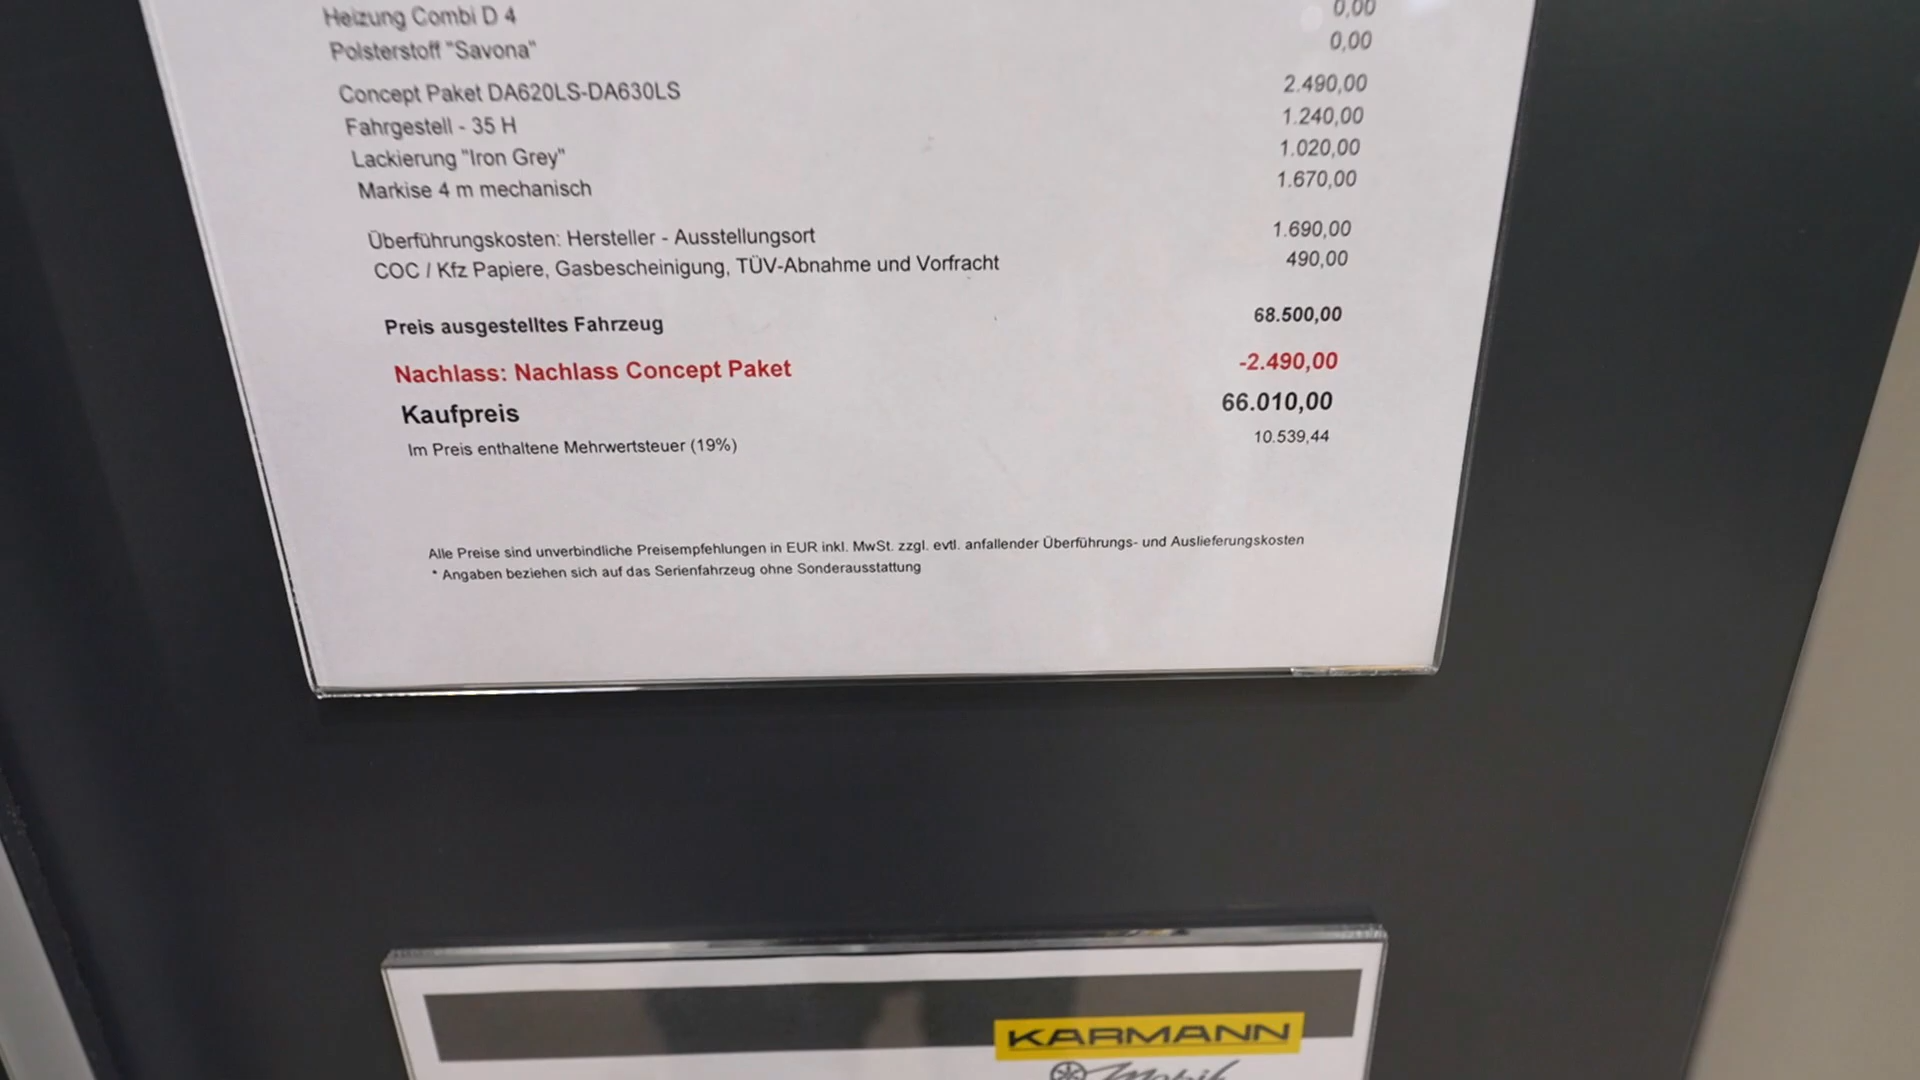 Heizung Combi D 4 0,00
Polsterstoff "Savona" 0,00
Concept Paket DA620LS-DA630LS 2.490,00
Fahrgestell - 35 H 1.240,00
Lackierung "Iron Grey" 1.020,00
Markise 4 m mechanisch 1.670,00
Überführungskosten: Hersteller - Ausstellungsort 1.690,00
COC / Kfz Papiere, Gasbescheinigung, TÜV-Abnahme und Vorfracht 490,00
Preis ausgestelltes Fahrzeug 68.500,00
Nachlass: Nachlass Concept Paket -2.490,00
Kaufpreis 66.010,00
Im Preis enthaltene Mehrwertsteuer (19%) 10.539,44
Alle Preise sind unverbindliche Preisempfehlungen in EUR inkl. MwSt. zzgl. evtl. anfallender Überführungs- und Auslieferungskosten
* Angaben beziehen sich auf das Serienfahrzeug ohne Sonderausstattung
KARMANN
Mobil